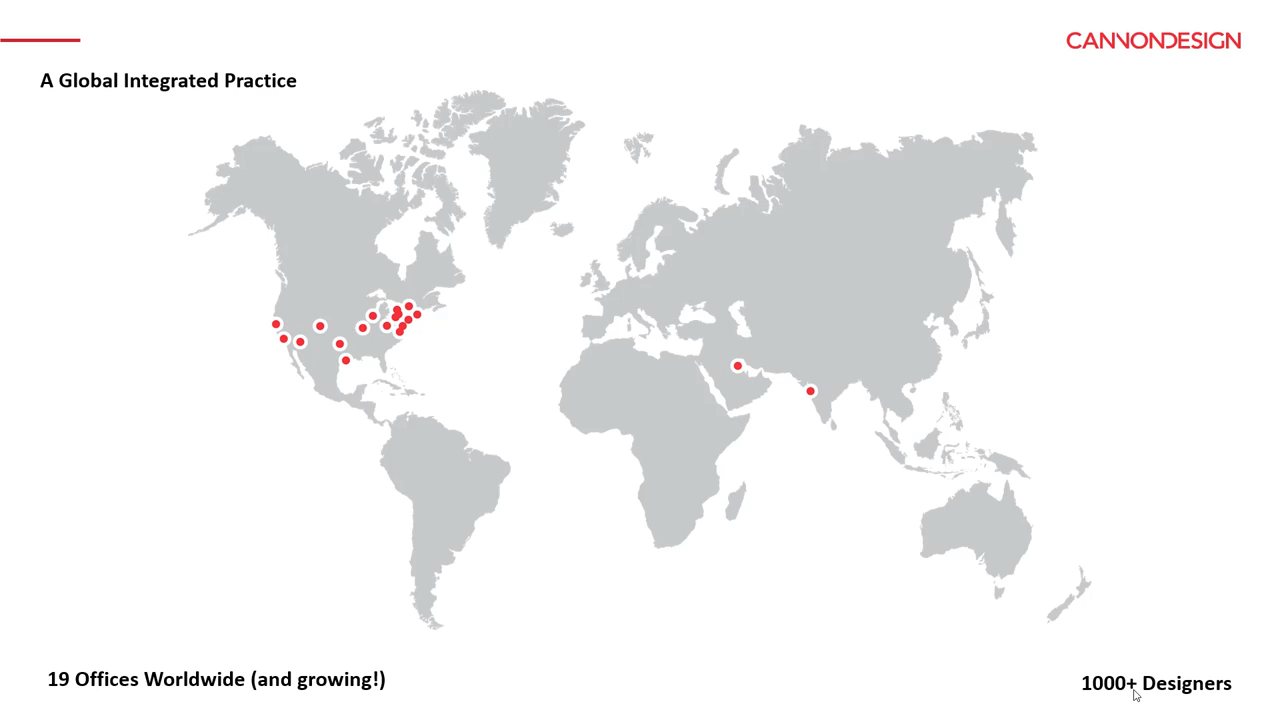 CANNONDESIGN
A Global Integrated Practice
19 Offices Worldwide (and growing!)
1000+ Designers